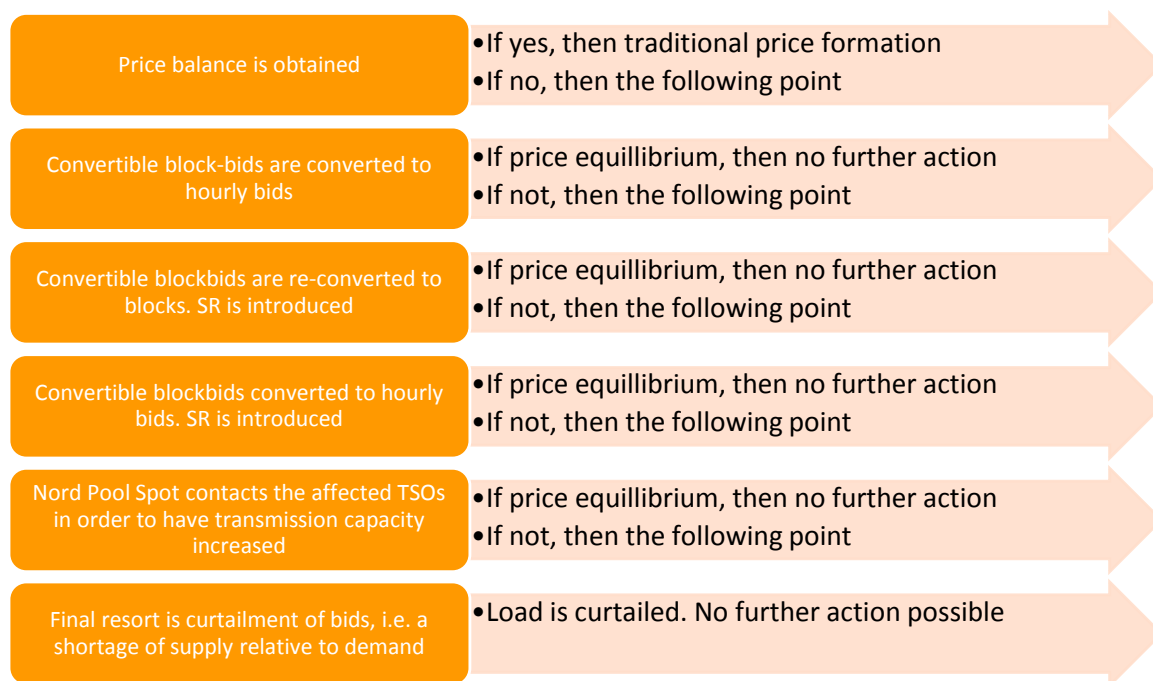 Price balance is obtained
•If yes, then traditional price formation
•If no, then the following point
Convertible block-bids are converted to
hourly bids
•If price equillibrium, then no further action
•If not, then the following point
Convertible blockbids are re-converted to
blocks. SR is introduced
•If price equillibrium, then no further action
•If not, then the following point
Convertible blockbids converted to hourly
bids. SR is introduced
•If price equillibrium, then no further action
•If not, then the following point
Nord Pool Spot contacts the affected TSOs
in order to have transmission capacity
increased
•If price equillibrium, then no further action
•If not, then the following point
Final resort is curtailment of bids, i.e. a
shortage of supply relative to demand
•Load is curtailed. No further action possible